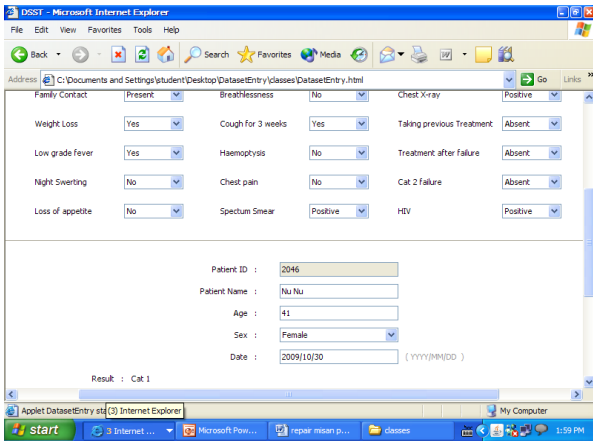 DSST - Microsoft Internet Explorer
File Edit View Favorites Tools Help
Back Search Favorites Media
Address C:\Documents and Settings\student\Desktop\DatasetEntry\classes\DatasetEntry.html Go Links »
Family Contact Present Breathlessness No Chest X-ray Positive
Weight Loss Yes Cough for 3 weeks Yes Taking previous Treatment Absent
Low grade fever Yes Haemoptysis No Treatment after failure Absent
Night Swerting No Chest pain No Cat 2 failure Absent
Loss of appetite No Spectum Smear Positive HIV Positive
Patient ID : 2046
Patient Name : Nu Nu
Age : 41
Sex : Female
Date : 2009/10/30 ( YYYY/MM/DD )
Result : Cat 1
Applet DatasetEntry sta (3) Internet Explorer My Computer
start 3 Internet ... Microsoft Pow... repair misan p... classes 1:59 PM